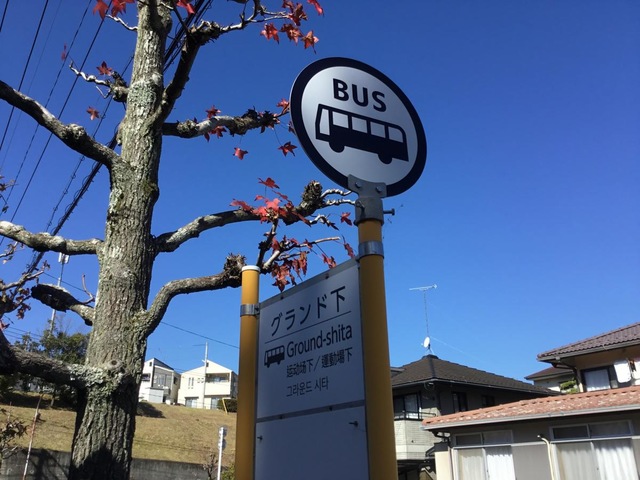 BUS
グランド下
Ground-shita
运动场下／運動場下
그라운드 시타